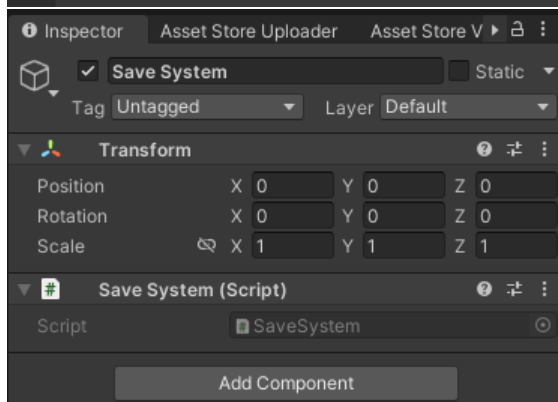 Inspector Asset Store Uploader Asset Store V
Save System Static
Tag Untagged Layer Default
Transform
Position X 0 Y 0 Z 0
Rotation X 0 Y 0 Z 0
Scale X 1 Y 1 Z 1
# Save System (Script)
Script # SaveSystem
Add Component